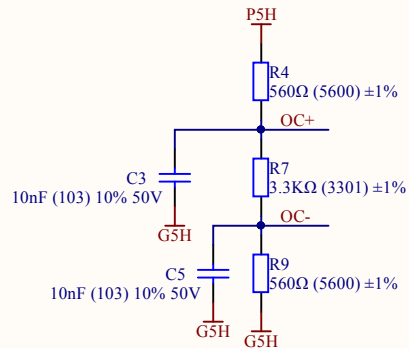 P5H
R4
560Ω (5600) ±1%
OC+
R7
3.3KΩ (3301) ±1%
C3
10nF (103) 10% 50V
G5H
OC-
R9
560Ω (5600) ±1%
C5
10nF (103) 10% 50V
G5H
G5H